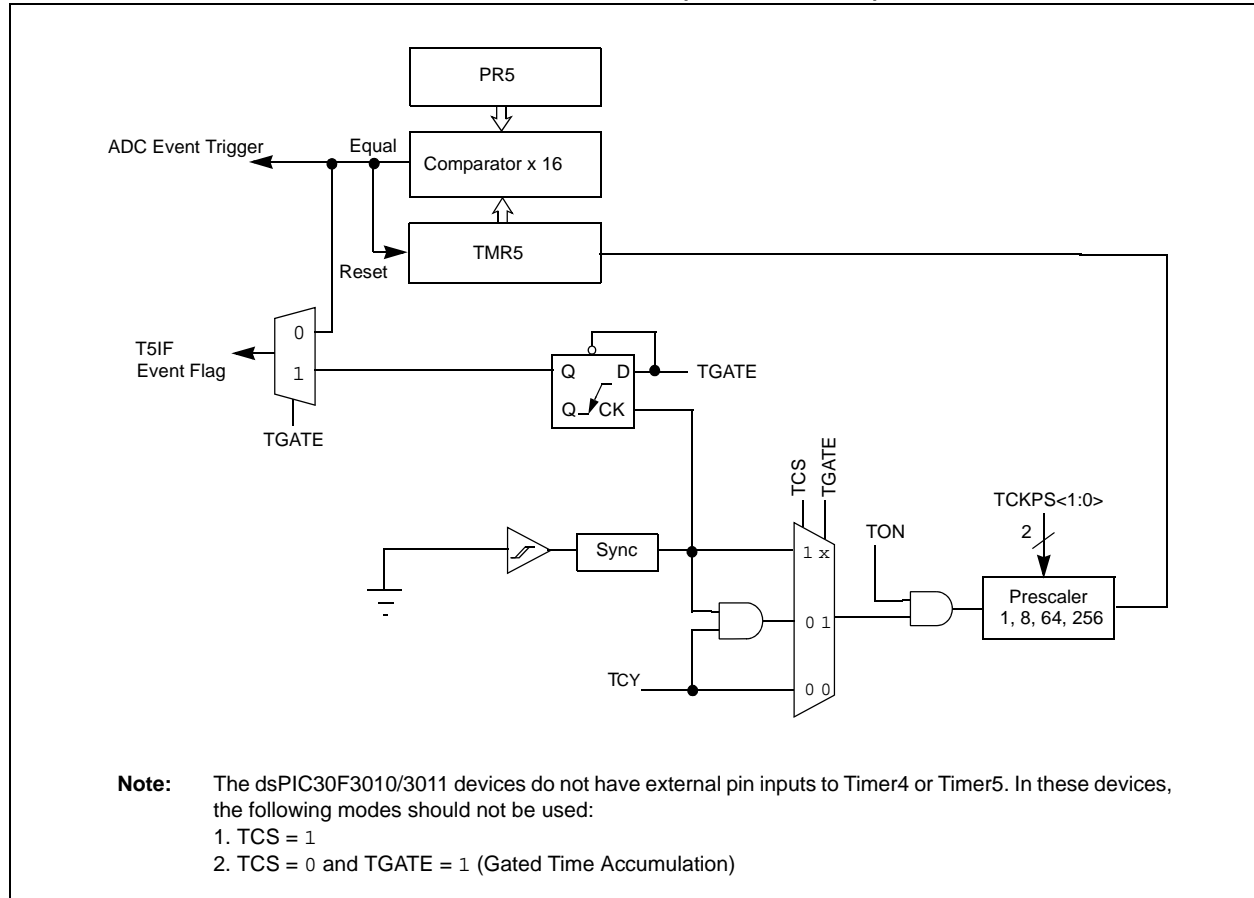 PR5
ADC Event Trigger
Equal
Comparator x 16
TMR5
Reset
0
T5IF
Event Flag
1
Q D
TGATE
Q CK
TGATE
TCS
TGATE
TCKPS<1:0>
2
TON
Sync
1 x
Prescaler
1, 8, 64, 256
0 1
TCY
0 0
Note: The dsPIC30F3010/3011 devices do not have external pin inputs to Timer4 or Timer5. In these devices,
the following modes should not be used:
1. TCS = 1
2. TCS = 0 and TGATE = 1 (Gated Time Accumulation)